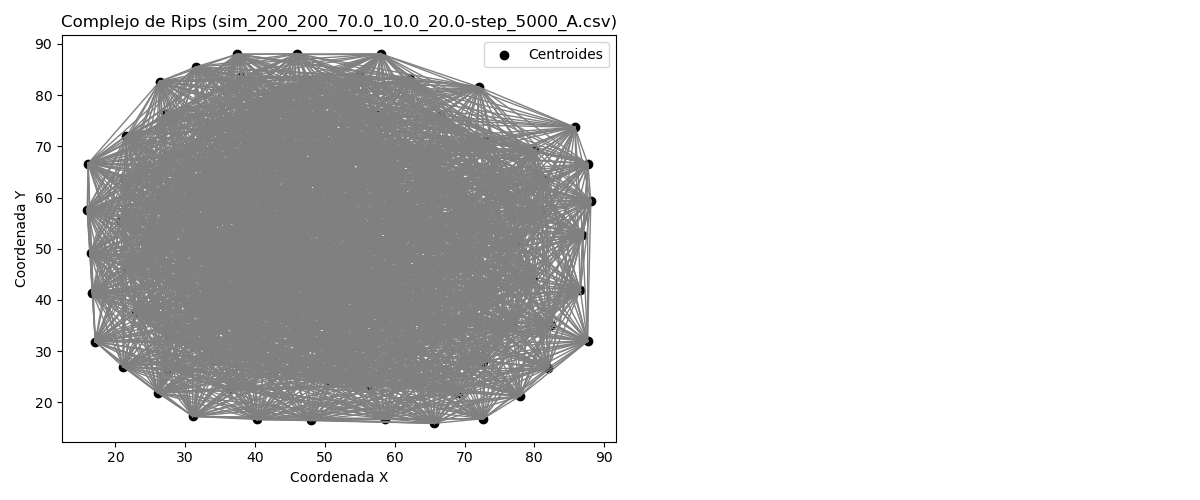 Complejo de Rips (sim_200_200_70.0_10.0_20.0-step_5000_A.csv)
Centroides
Coordenada Y
90
80
70
60
50
40
30
20
20 30 40 50 60 70 80 90
Coordenada X